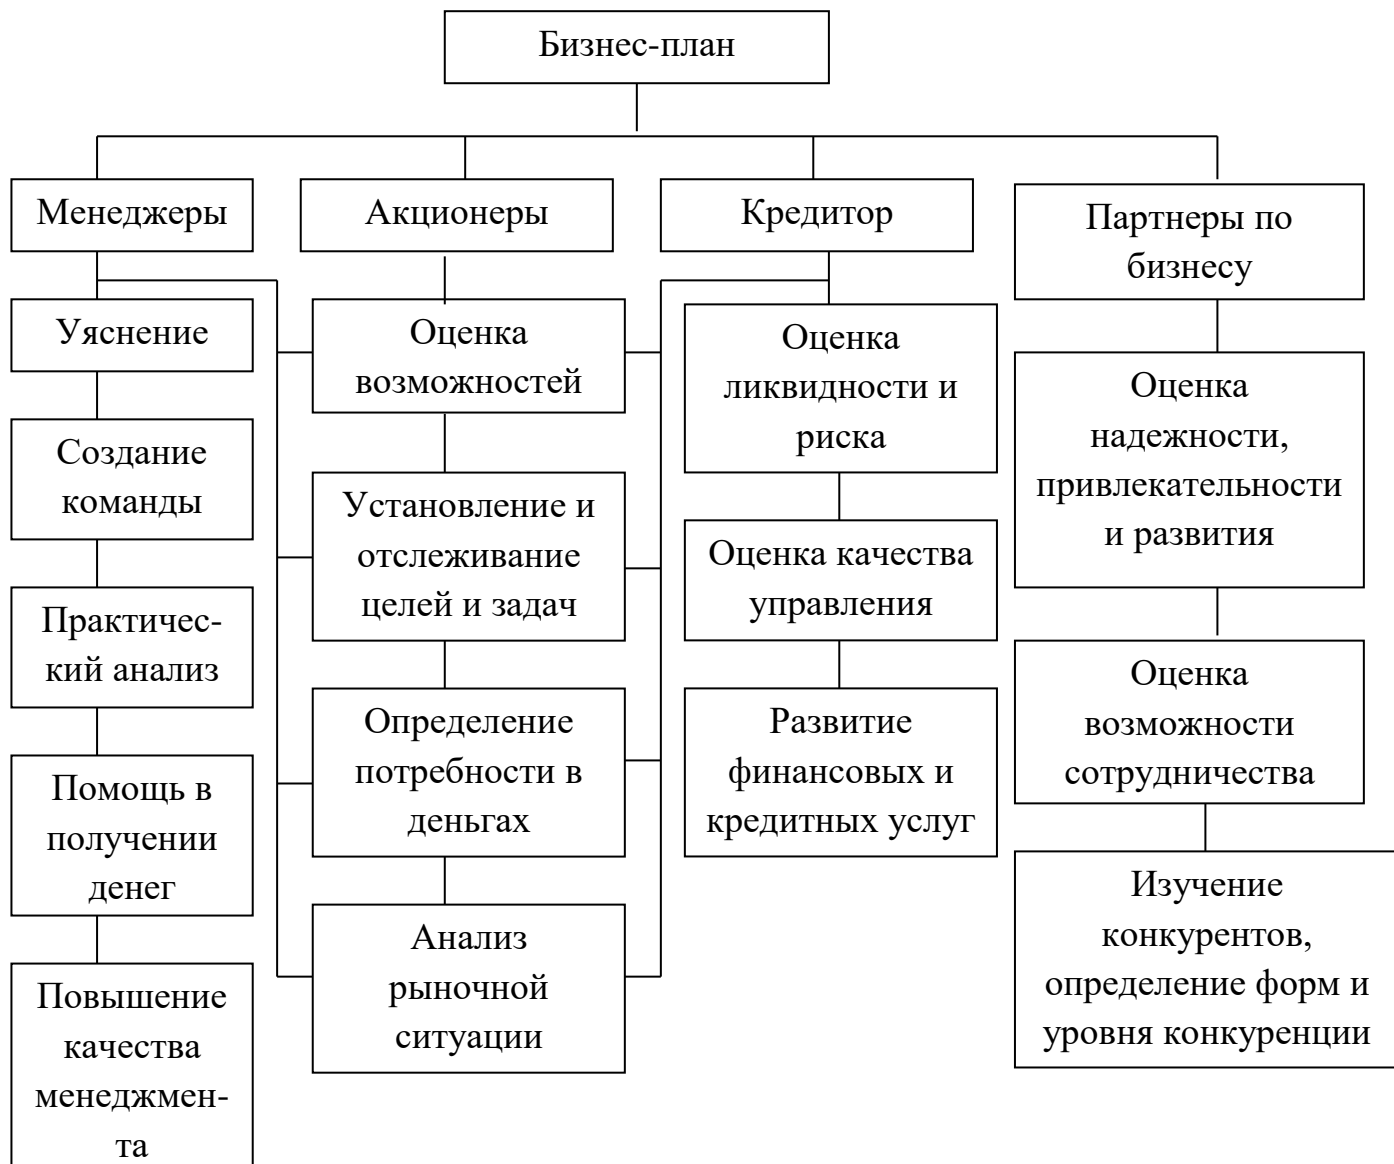 Бизнес-план
Менеджеры
Акционеры
Кредитор
Партнеры по
бизнесу
Уяснение
Создание
команды
Практичес-
кий анализ
Помощь в
получении
денег
Повышение
качества
менеджмен-
та
Оценка
возможностей
Установление и
отслеживание
целей и задач
Определение
потребности в
деньгах
Анализ
рыночной
ситуации
Оценка
ликвидности и
риска
Оценка качества
управления
Развитие
финансовых и
кредитных услуг
Оценка
надежности,
привлекательности
и развития
Оценка
возможности
сотрудничества
Изучение
конкурентов,
определение форм и
уровня конкуренции